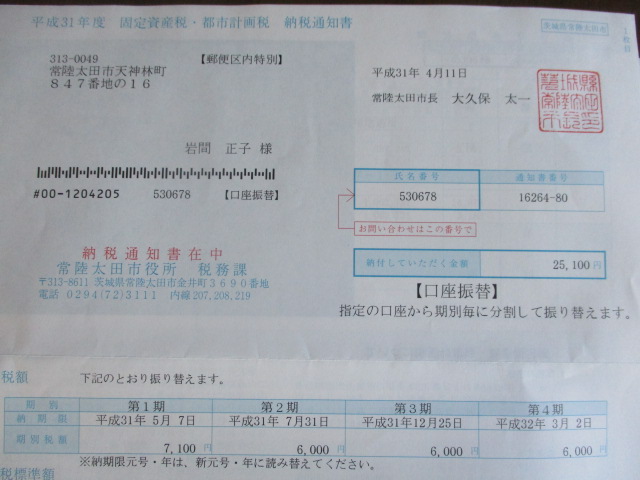 平成31年度 固定資産税・都市計画税 納税通知書
茨城県常陸太田市
313-0049 【郵便区内特別】
常陸太田市天神林町
847番地の16
平成31年 4月11日
常陸太田市長 大久保 太一
岩間 正子 様
#00-1204205 530678 【口座振替】
氏名番号 通知書番号
530678 16264-80
お問い合わせはこの番号で
納税通知書在中
常陸太田市役所 税務課
〒313-8611 茨城県常陸太田市金井町3690番地
電話 0294(72)3111 内線207,208,219
納付していただく金額 25,100円
【口座振替】
指定の口座から期別毎に分割して振り替えます。
税額 下記のとおり振り替えます。
期別 第1期 第2期 第3期 第4期
納期限 平成31年 5月 7日 平成31年 7月31日 平成31年12月25日 平成32年 3月 2日
期別税額 7,100円 6,000円 6,000円 6,000円
※納期限元号・年は、新元号・年に読み替えてください。
税標準額